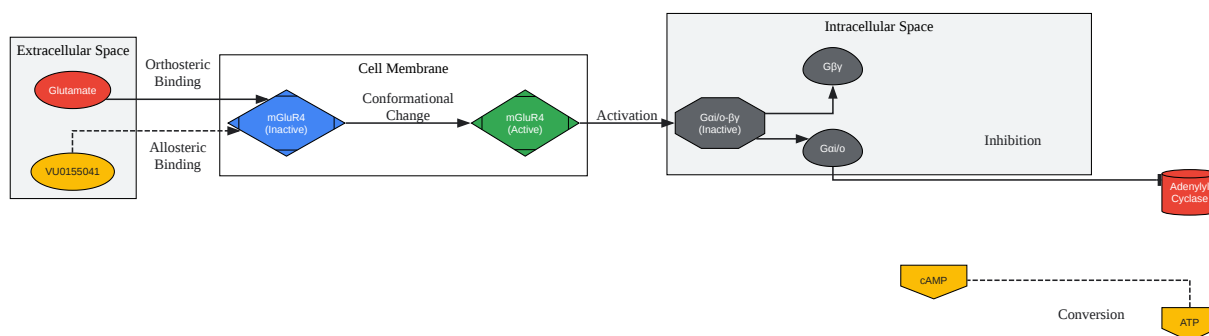 Extracellular Space
Glutamate
VU0155041
Orthosteric
Binding
Allosteric
Binding
Cell Membrane
mGluR4
(Inactive)
Conformational
Change
mGluR4
(Active)
Activation
Intracellular Space
Gαi/o-βγ
(Inactive)
Gβγ
Gαi/o
Inhibition
Adenylyl
Cyclase
cAMP
Conversion
ATP